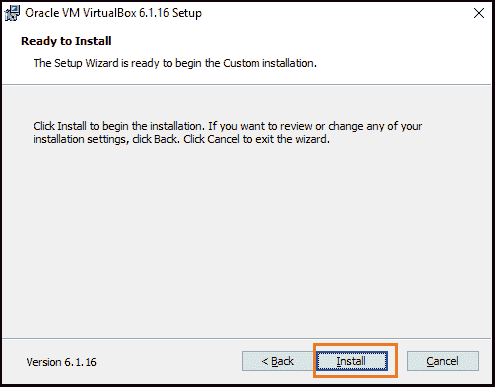 Oracle VM VirtualBox 6.1.16 Setup
Ready to Install
The Setup Wizard is ready to begin the Custom installation.
Click Install to begin the installation. If you want to review or change any of your
installation settings, click Back. Click Cancel to exit the wizard.
Version 6.1.16
< Back
Install
Cancel